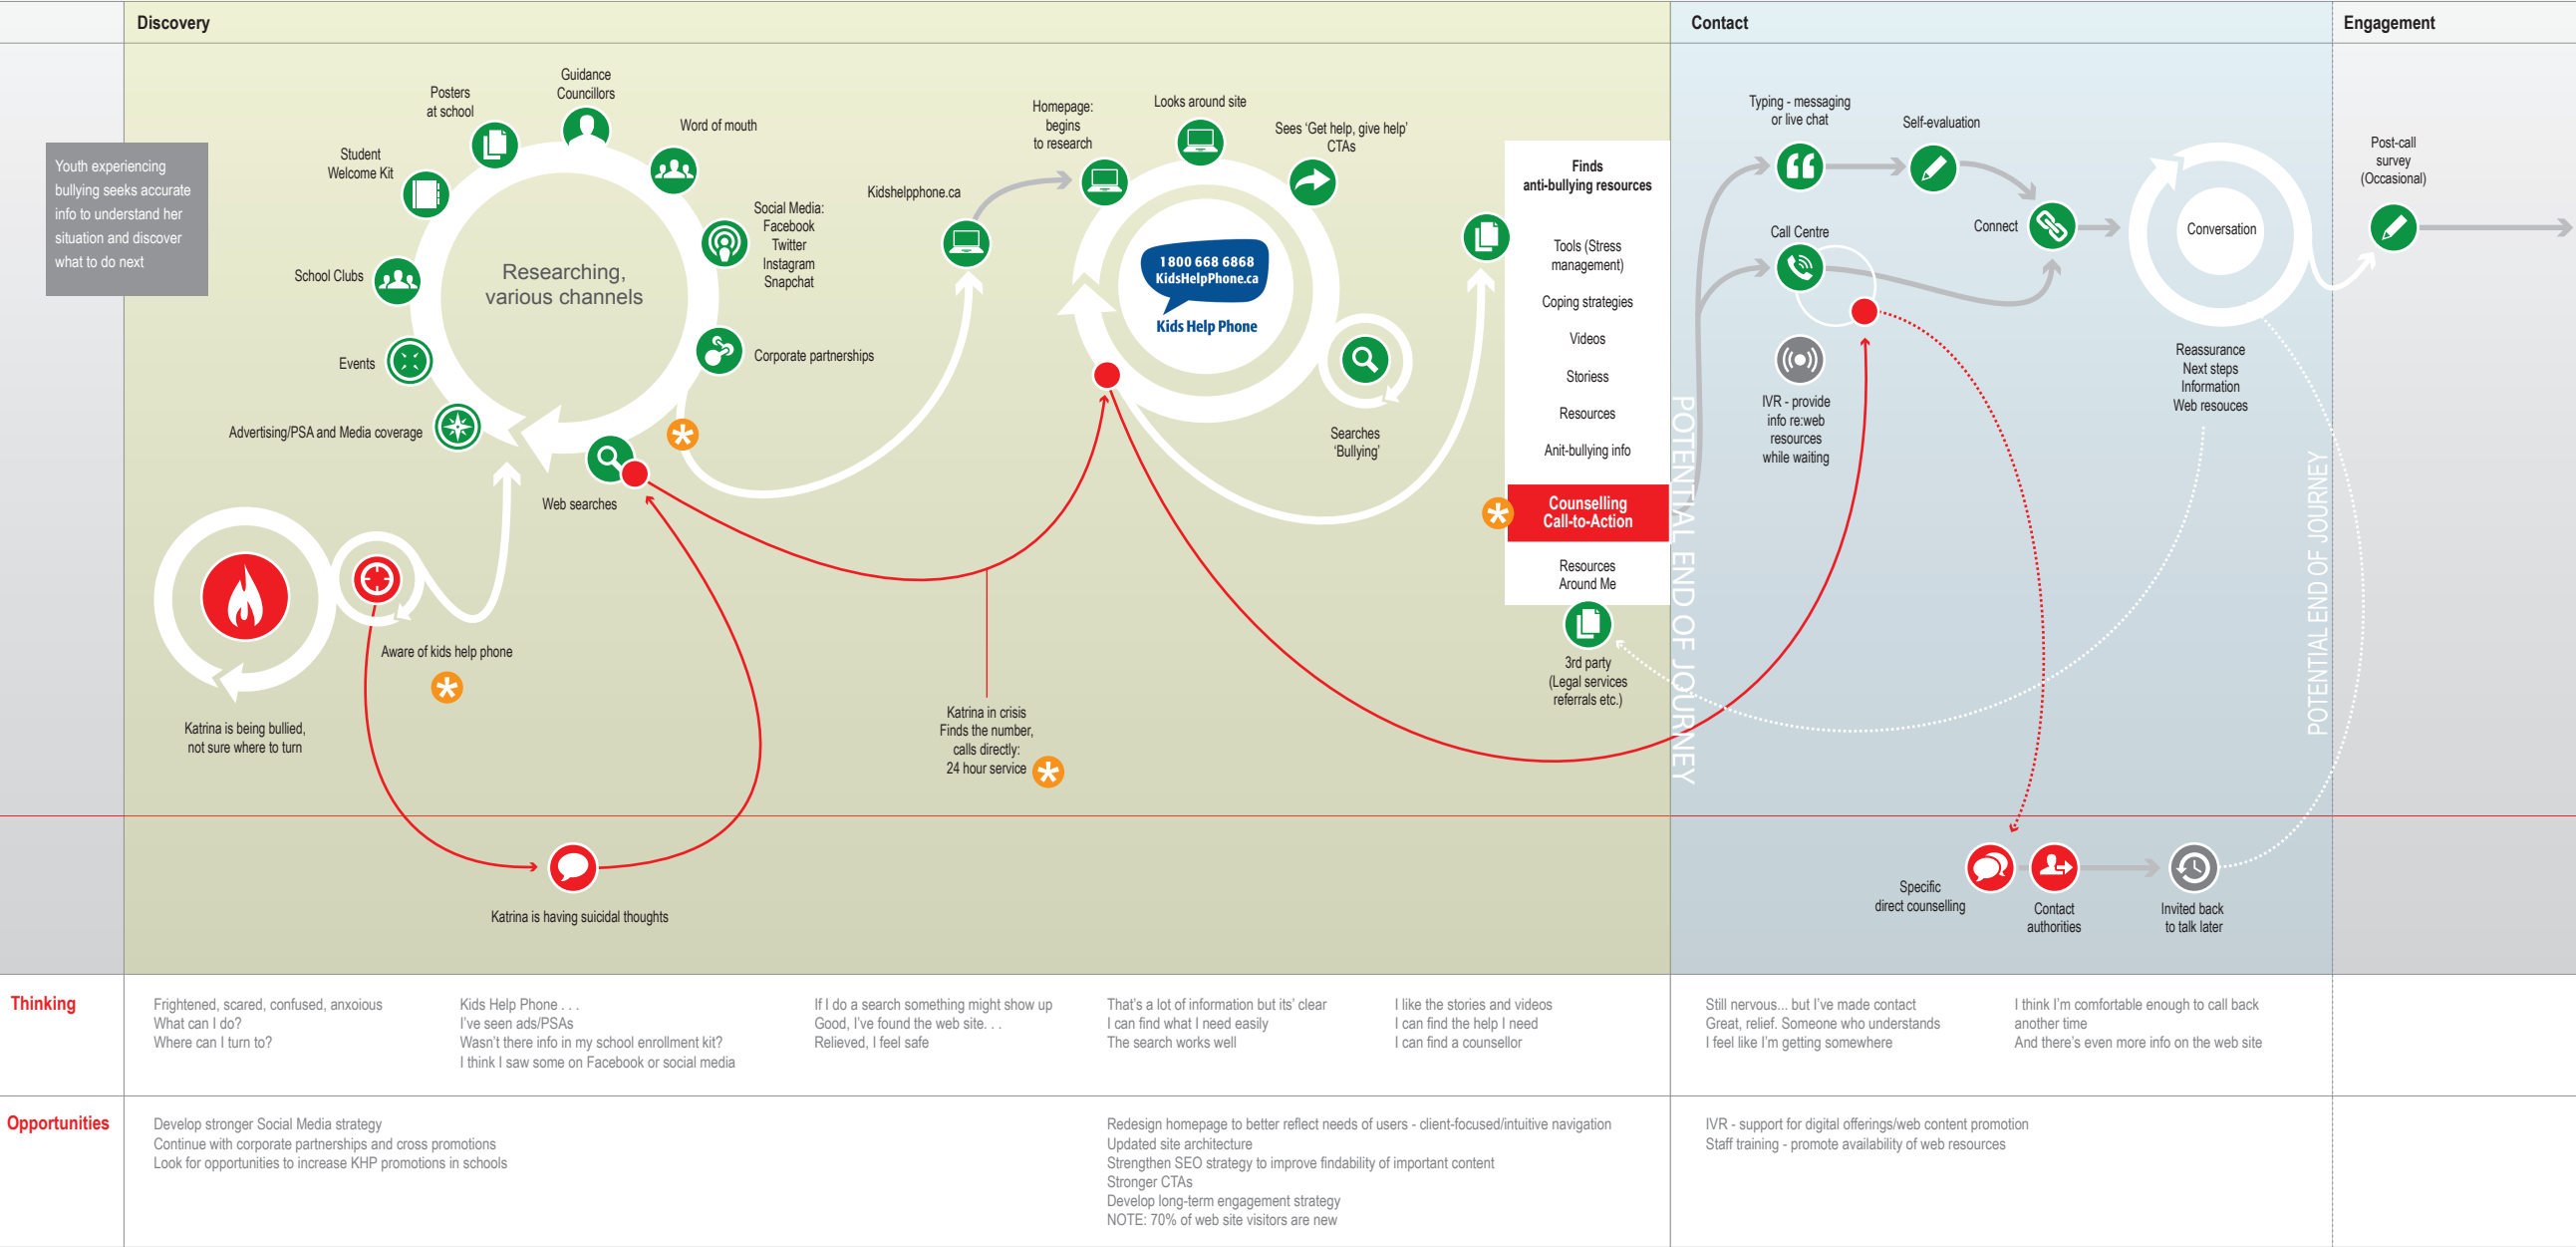 Discovery
Contact
Engagement
Youth experiencing
bullying seeks accurate
info to understand her
situation and discover
what to do next
Posters
at school
Guidance
Councillors
Word of mouth
Student
Welcome Kit
Social Media:
Facebook
Twitter
Instagram
Snapchat
School Clubs
Researching,
various channels
Events
Corporate partnerships
Advertising/PSA and Media coverage
Web searches
Aware of kids help phone
Katrina is being bullied,
not sure where to turn
Katrina is having suicidal thoughts
Kidshelpphone.ca
Homepage:
begins
to research
Looks around site
Sees ‘Get help, give help’
CTAs
1 800 668 6868
KidsHelpPhone.ca
Kids Help Phone
Searches
‘Bullying’
Katrina in crisis
Finds the number,
calls directly:
24 hour service
Finds
anti-bullying resources
Tools (Stress
management)
Coping strategies
Videos
Storiess
Resources
Anit-bullying info
Counselling
Call-to-Action
Resources
Around Me
3rd party
(Legal services
referrals etc.)
POTENTIAL END OF JOURNEY
Typing - messaging
or live chat
Self-evaluation
Call Centre
Connect
IVR - provide
info re:web
resources
while waiting
Conversation
Reassurance
Next steps
Information
Web resouces
POTENTIAL END OF JOURNEY
Specific
direct counselling
Contact
authorities
Invited back
to talk later
Post-call
survey
(Occasional)
Thinking
Frightened, scared, confused, anxoious
What can I do?
Where can I turn to?
Kids Help Phone . . .
I’ve seen ads/PSAs
Wasn’t there info in my school enrollment kit?
I think I saw some on Facebook or social media
If I do a search something might show up
Good, I’ve found the web site. . .
Relieved, I feel safe
That’s a lot of information but its’ clear
I can find what I need easily
The search works well
I like the stories and videos
I can find the help I need
I can find a counsellor
Still nervous... but I’ve made contact
Great, relief. Someone who understands
I feel like I’m getting somewhere
I think I’m comfortable enough to call back
another time
And there’s even more info on the web site
Opportunities
Develop stronger Social Media strategy
Continue with corporate partnerships and cross promotions
Look for opportunities to increase KHP promotions in schools
Redesign homepage to better reflect needs of users - client-focused/intuitive navigation
Updated site architecture
Strengthen SEO strategy to improve findability of important content
Stronger CTAs
Develop long-term engagement strategy
NOTE: 70% of web site visitors are new
IVR - support for digital offerings/web content promotion
Staff training - promote availability of web resources